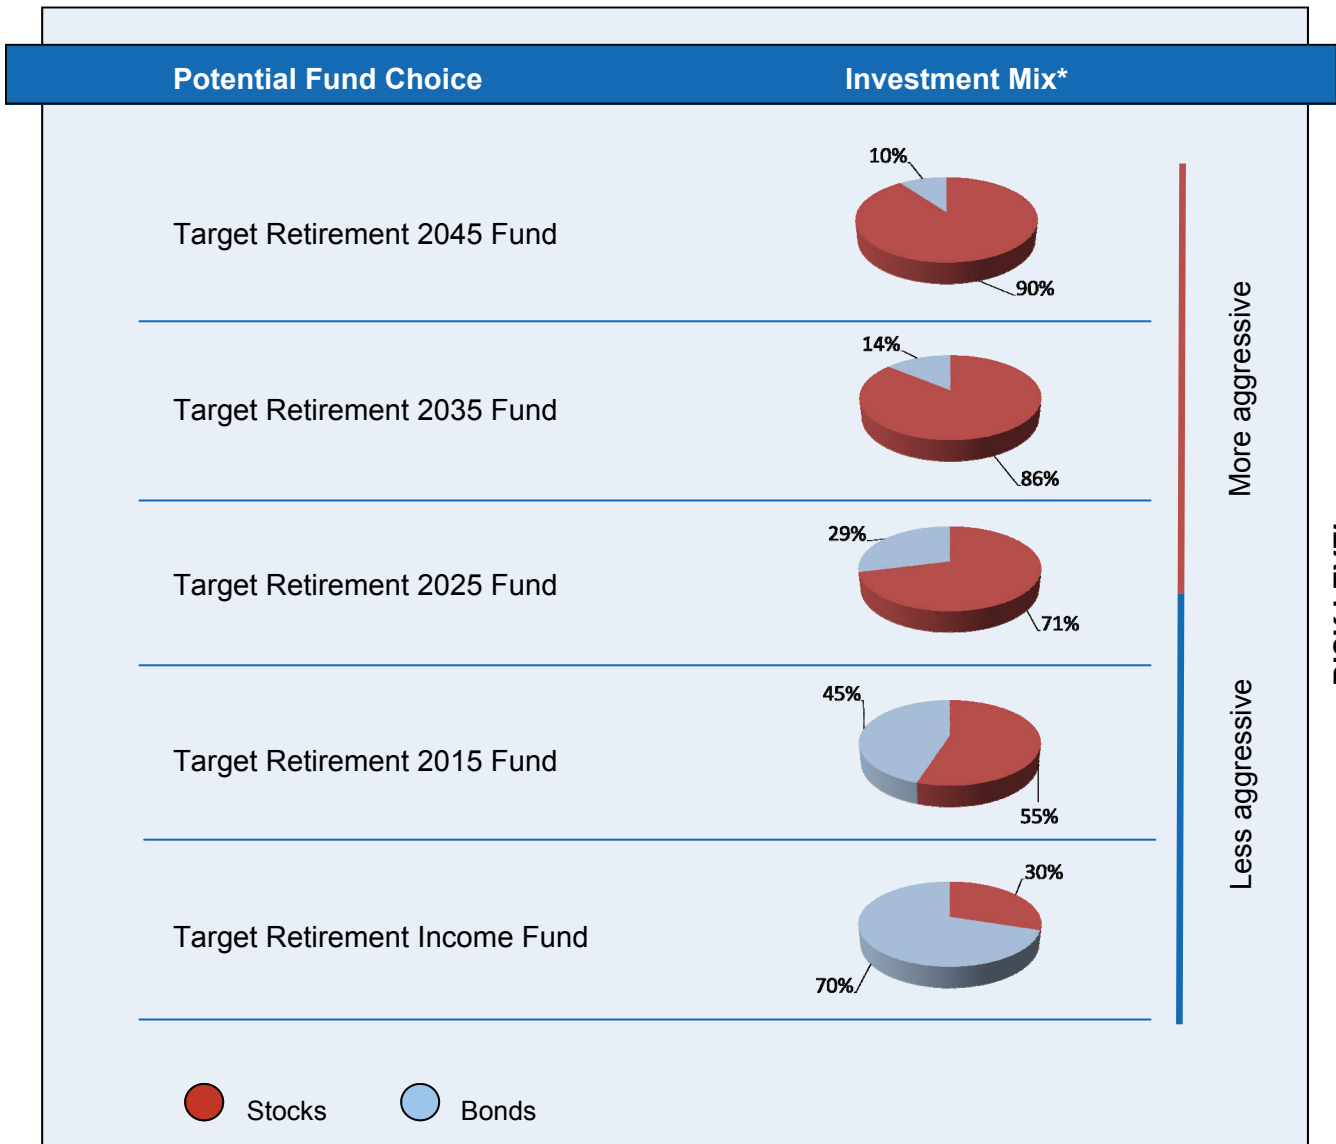 Potential Fund Choice
Investment Mix*
Target Retirement 2045 Fund
10%
90%
Target Retirement 2035 Fund
14%
86%
Target Retirement 2025 Fund
29%
71%
Target Retirement 2015 Fund
45%
55%
Target Retirement Income Fund
30%
70%
More aggressive
Less aggressive
Stocks
Bonds